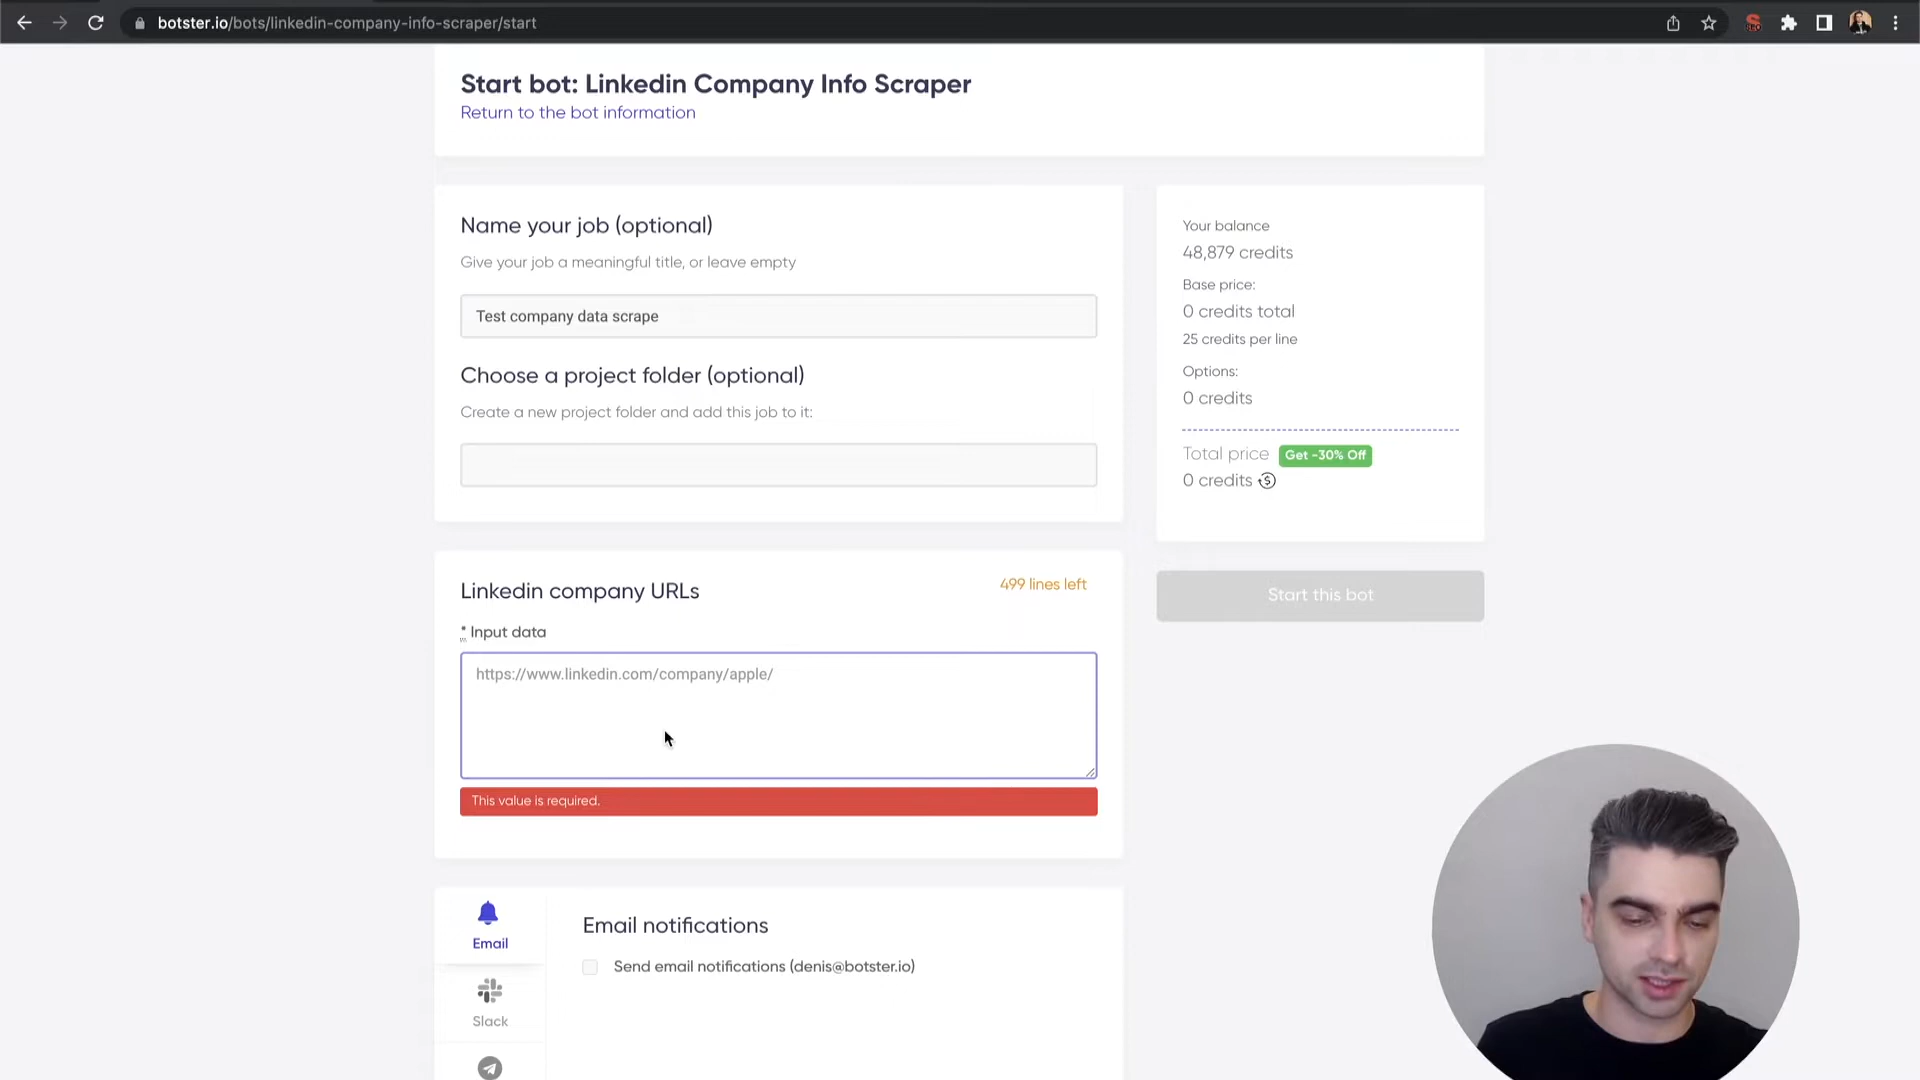 botster.io/bots/linkedin-company-info-scraper/start
Start bot: Linkedin Company Info Scraper
Return to the bot information
Name your job (optional)
Give your job a meaningful title, or leave empty
Test company data scrape
Choose a project folder (optional)
Create a new project folder and add this job to it:
Your balance
48,879 credits
Base price:
0 credits total
25 credits per line
Options:
0 credits
Total price Get -30% Off
0 credits
Start this bot
Linkedin company URLs
499 lines left
* Input data
https://www.linkedin.com/company/apple/
This value is required.
Email
Slack
Email notifications
Send email notifications (denis@botster.io)